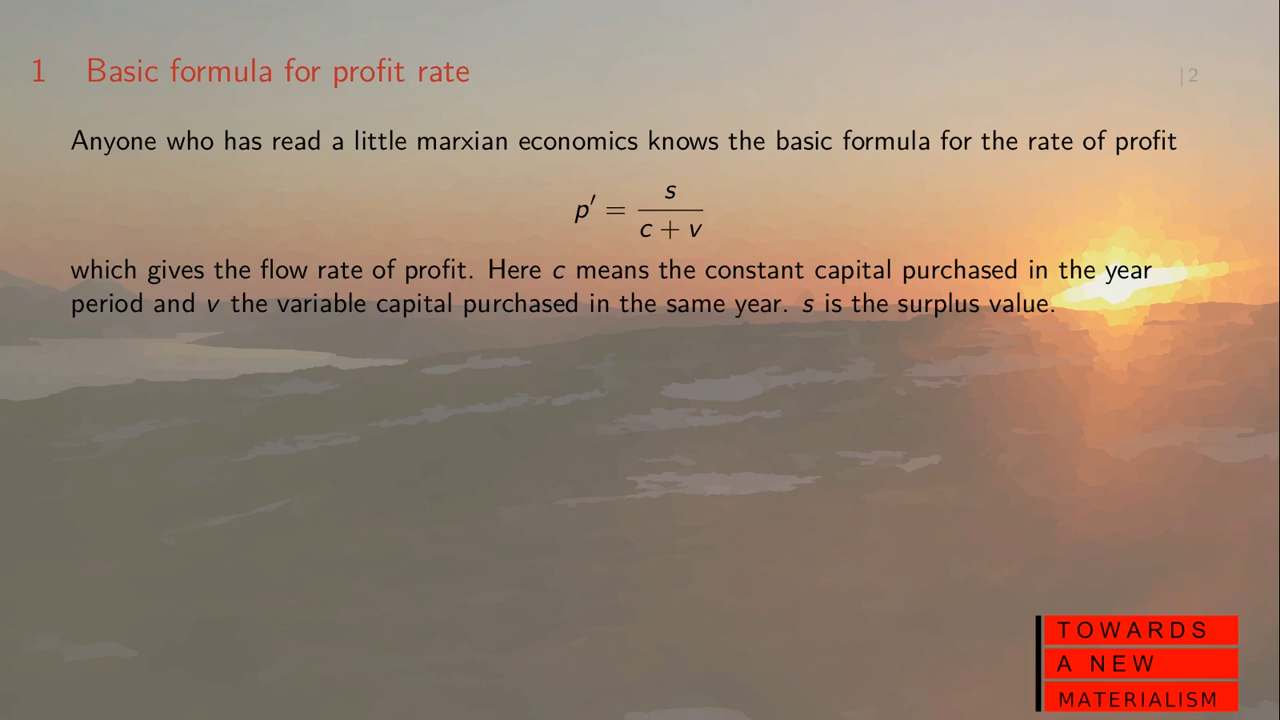 1 Basic formula for profit rate
|2
Anyone who has read a little marxian economics knows the basic formula for the rate of profit
p′ = s / (c + v)
which gives the flow rate of profit. Here c means the constant capital purchased in the year
period and v the variable capital purchased in the same year. s is the surplus value.
TOWARDS
A NEW
MATERIALISM